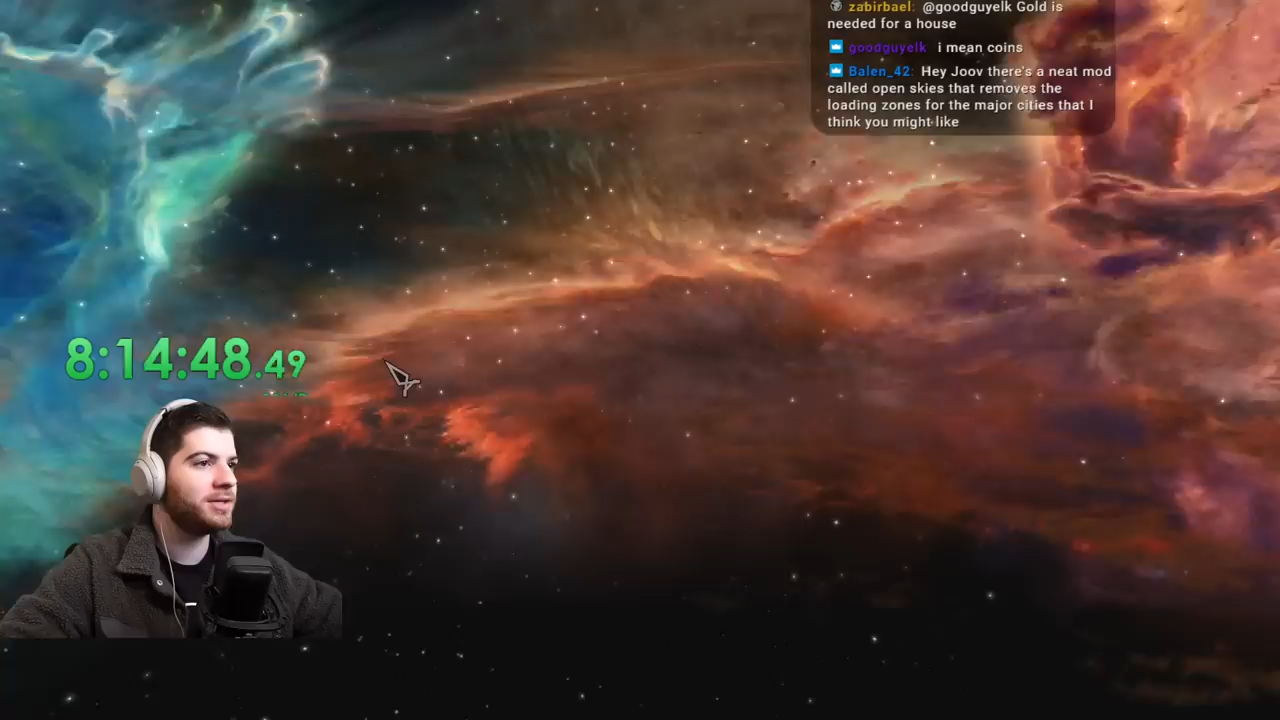 zabirbael: @goodguyelk Gold is
needed for a house
goodguyelk i mean coins
Balen_42: Hey Joov there's a neat mod
called open skies that removes the
loading zones for the major cities that I
think you might like
8:14:48.49